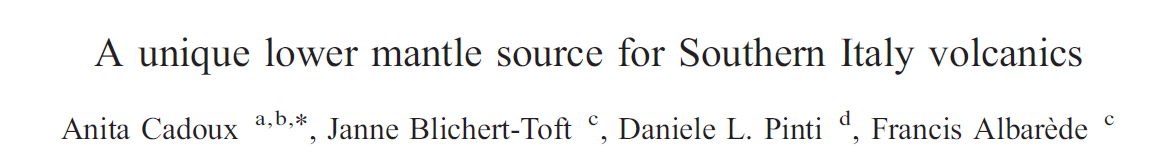 A unique lower mantle source for Southern Italy volcanics
Anita Cadoux a,b,*, Janne Blichert-Toft c, Daniele L. Pinti d, Francis Albarède c